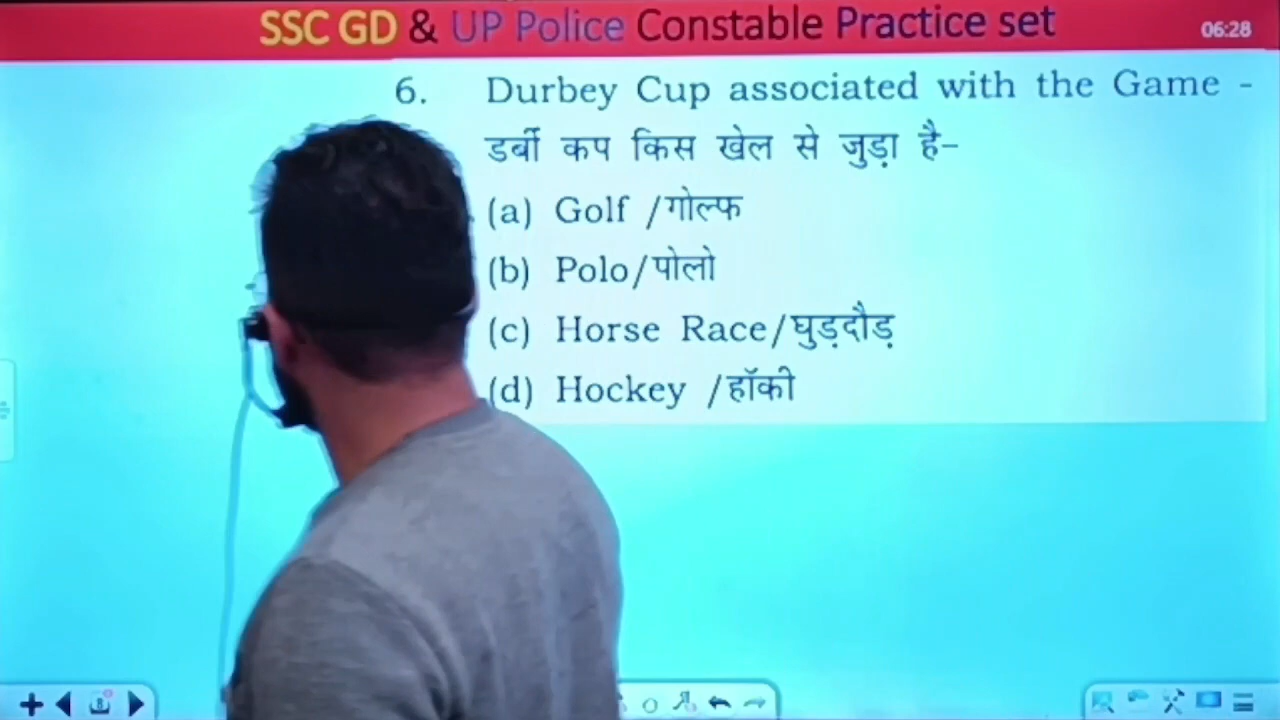 SSC GD & UP Police Constable Practice set
06:28
6. Durbey Cup associated with the Game -
डर्बी कप किस खेल से जुड़ा है-
(a) Golf /गोल्फ
(b) Polo/पोलो
(c) Horse Race/घुड़दौड़
(d) Hockey /हॉकी